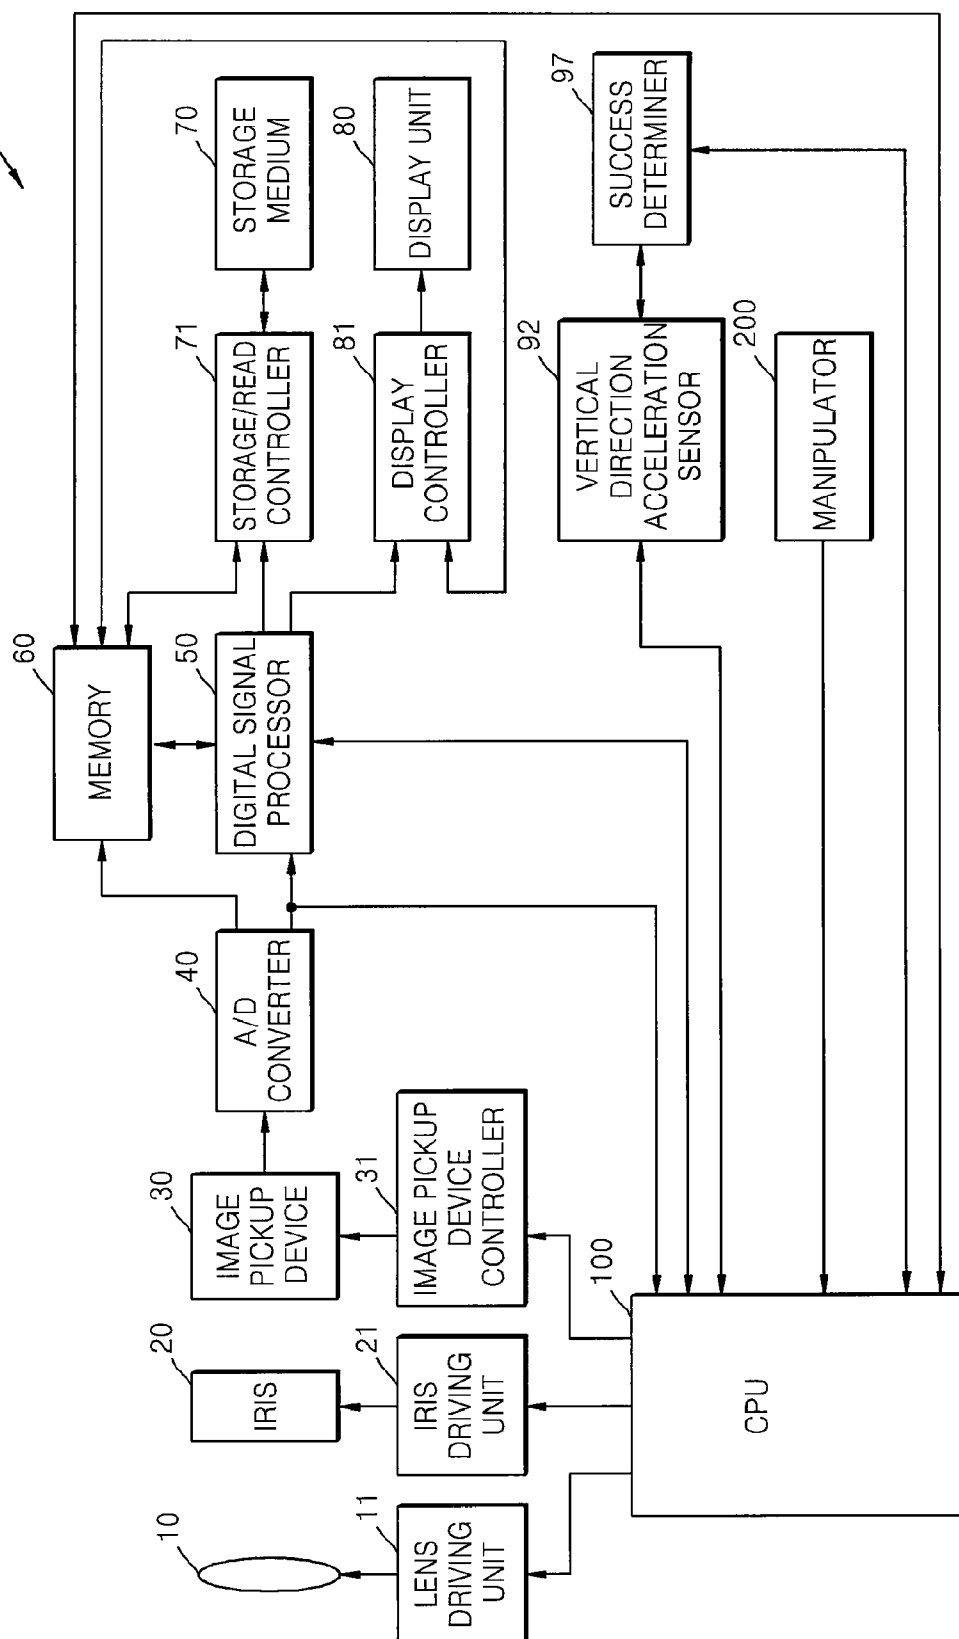 10
11
LENS
DRIVING
UNIT
20
IRIS
21
IRIS
DRIVING
UNIT
30
IMAGE
PICKUP
DEVICE
31
IMAGE PICKUP
DEVICE
CONTROLLER
100
CPU
40
A/D
CONVERTER
60
MEMORY
50
DIGITAL SIGNAL
PROCESSOR
71
STORAGE/READ
CONTROLLER
70
STORAGE
MEDIUM
81
DISPLAY
CONTROLLER
80
DISPLAY UNIT
92
VERTICAL
DIRECTION
ACCELERATION
SENSOR
97
SUCCESS
DETERMINER
200
MANIPULATOR